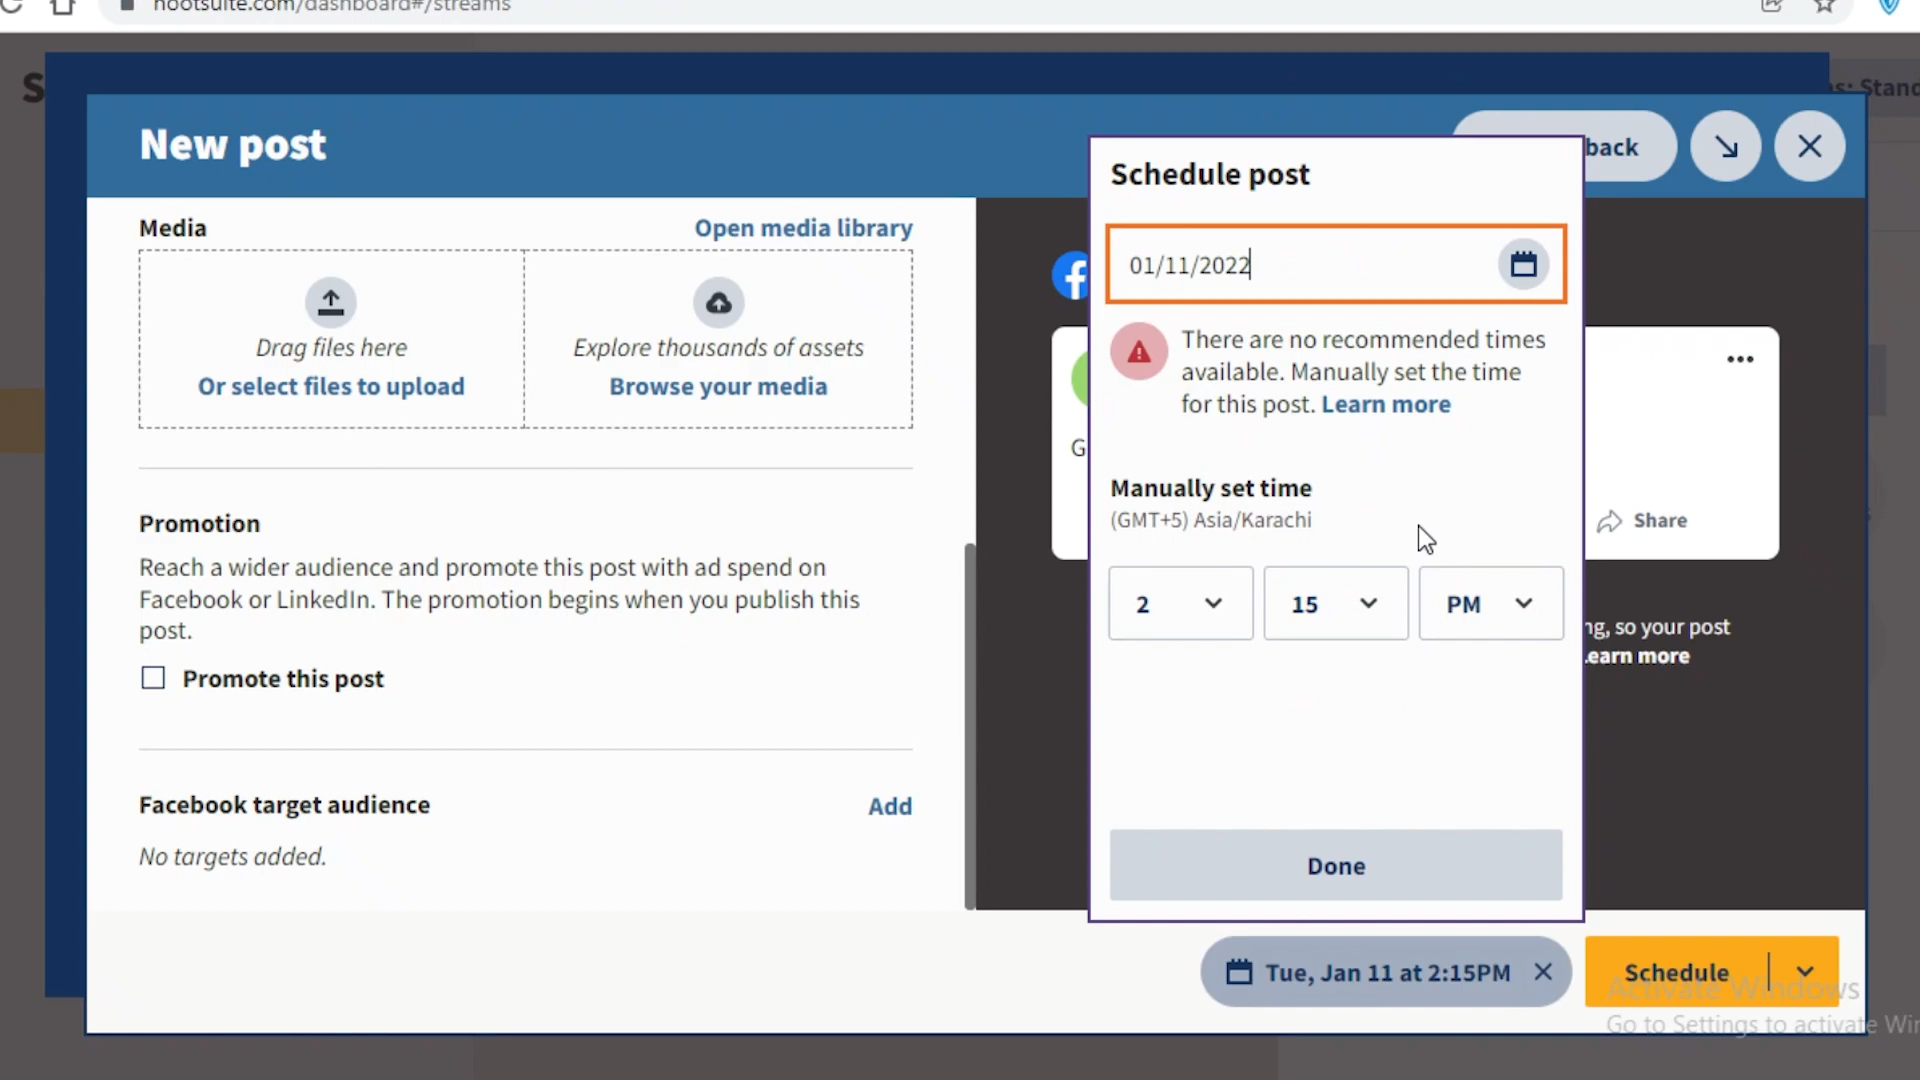 hootsuite.com/dashboard#/streams
New post
back
Media
Open media library
Drag files here
Or select files to upload
Explore thousands of assets
Browse your media
Promotion
Reach a wider audience and promote this post with ad spend on
Facebook or LinkedIn. The promotion begins when you publish this
post.
Promote this post
Facebook target audience
Add
No targets added.
Schedule post
01/11/2022
There are no recommended times
available. Manually set the time
for this post. Learn more
Manually set time
(GMT+5) Asia/Karachi
2
15
PM
Done
Share
so your post
earn more
Tue, Jan 11 at 2:15PM
Schedule
Activate Windows
Go to Settings to activate Wi